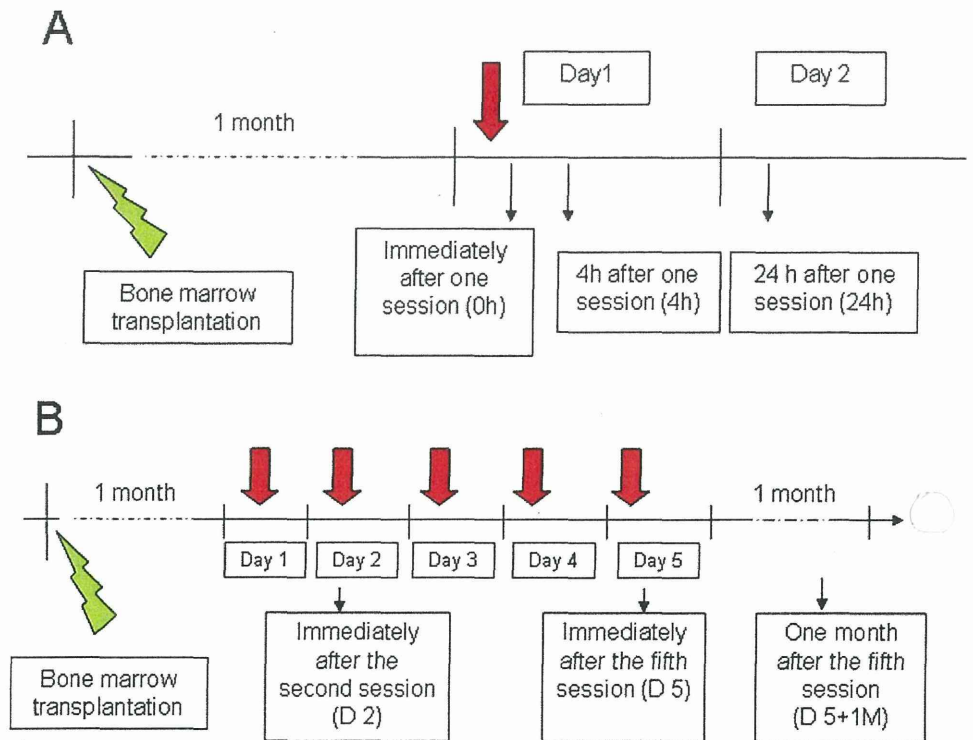 A
Day1
Day 2
1 month
Immediately
after one
session (0h)
4h after one
session (4h)
24 h after one
session (24h)
Bone marrow
transplantation
B
1 month
1 month
Day 1
Day 2
Day 3
Day 4
Day 5
Immediately
after the
second session
(D 2)
Immediately
after the fifth
session (D 5)
One month
after the fifth
session
(D 5+1M)
Bone marrow
transplantation